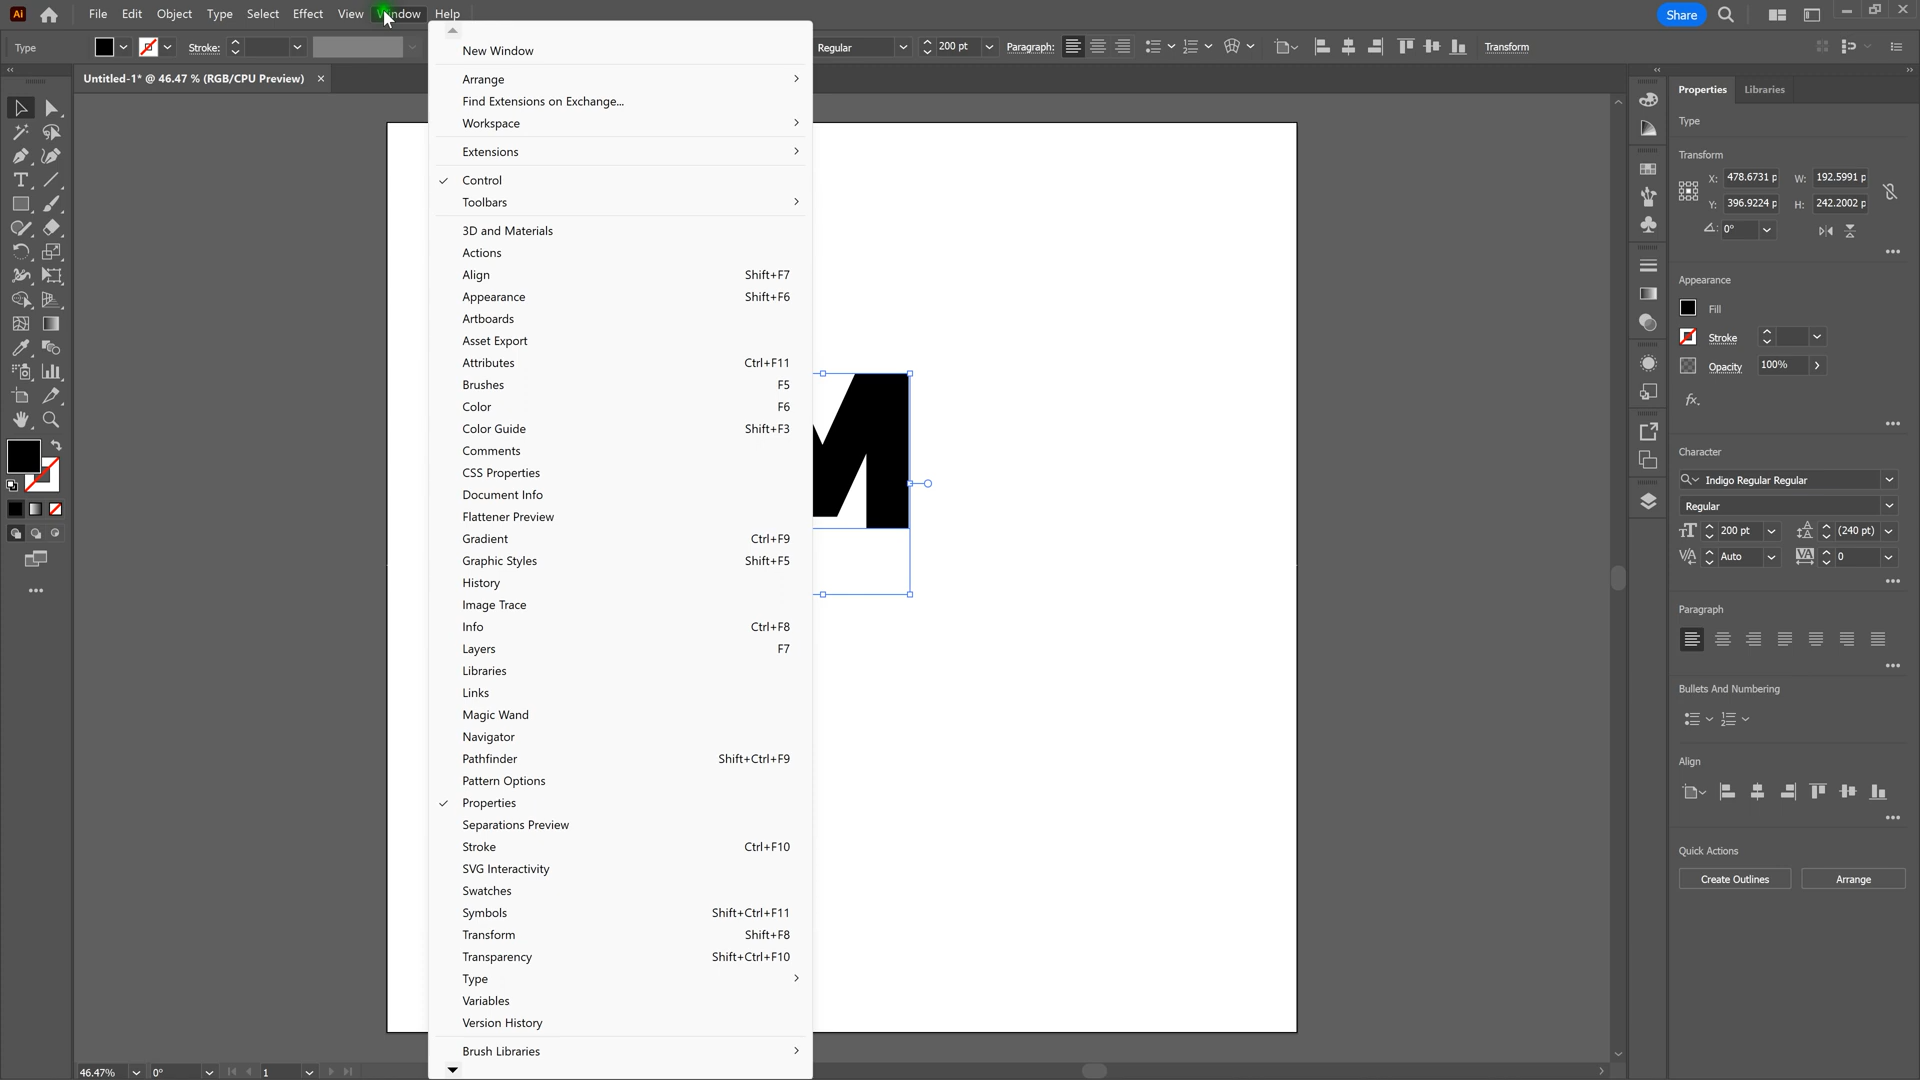 Ai File Edit Object Type Select Effect View Window Help Share
Type Stroke: Regular 200 pt Paragraph: Transform
Untitled-1* @ 46.47 % (RGB/CPU Preview) ×
New Window
Arrange
Find Extensions on Exchange...
Workspace
Extensions
Control
Toolbars
3D and Materials
Actions
Align Shift+F7
Appearance Shift+F6
Artboards
Asset Export
Attributes Ctrl+F11
Brushes F5
Color F6
Color Guide Shift+F3
Comments
CSS Properties
Document Info
Flattener Preview
Gradient Ctrl+F9
Graphic Styles Shift+F5
History
Image Trace
Info Ctrl+F8
Layers F7
Libraries
Links
Magic Wand
Navigator
Pathfinder Shift+Ctrl+F9
Pattern Options
Properties
Separations Preview
Stroke Ctrl+F10
SVG Interactivity
Swatches
Symbols Shift+Ctrl+F11
Transform Shift+F8
Transparency Shift+Ctrl+F10
Type
Variables
Version History
Brush Libraries
M
Properties Libraries
Type
Transform
X: 478.6731 p W: 192.5991 p
Y: 396.9224 p H: 242.2002 p
0°
Appearance
Fill
Stroke
Opacity 100%
fx.
Character
Indigo Regular Regular
Regular
200 pt (240 pt)
Auto 0
Paragraph
Bullets And Numbering
Align
Quick Actions
Create Outlines Arrange
46.47% 0° 1